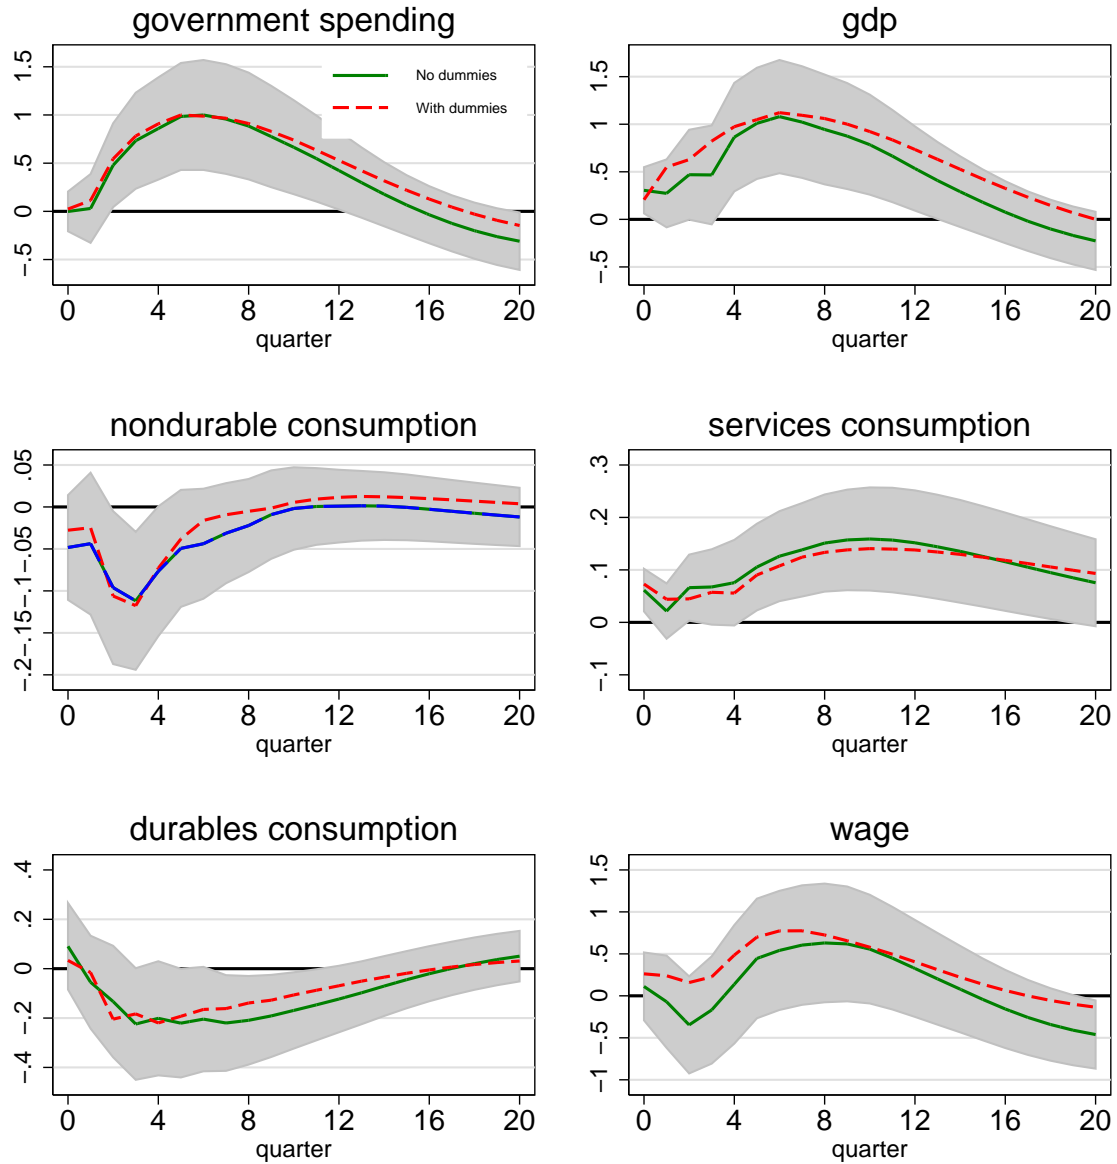 government spending
1.5
1
.5
0
-.5
No dummies
With dummies
0 4 8 12 16 20
quarter
gdp
1.5
1
.5
0
-.5
0 4 8 12 16 20
quarter
nondurable consumption
.05
0
-.05
-.1
-.15
-.2
0 4 8 12 16 20
quarter
services consumption
.3
.2
.1
0
-.1
0 4 8 12 16 20
quarter
durables consumption
.4
.2
0
-.2
-.4
0 4 8 12 16 20
quarter
wage
1.5
1
.5
0
-.5
-1
0 4 8 12 16 20
quarter